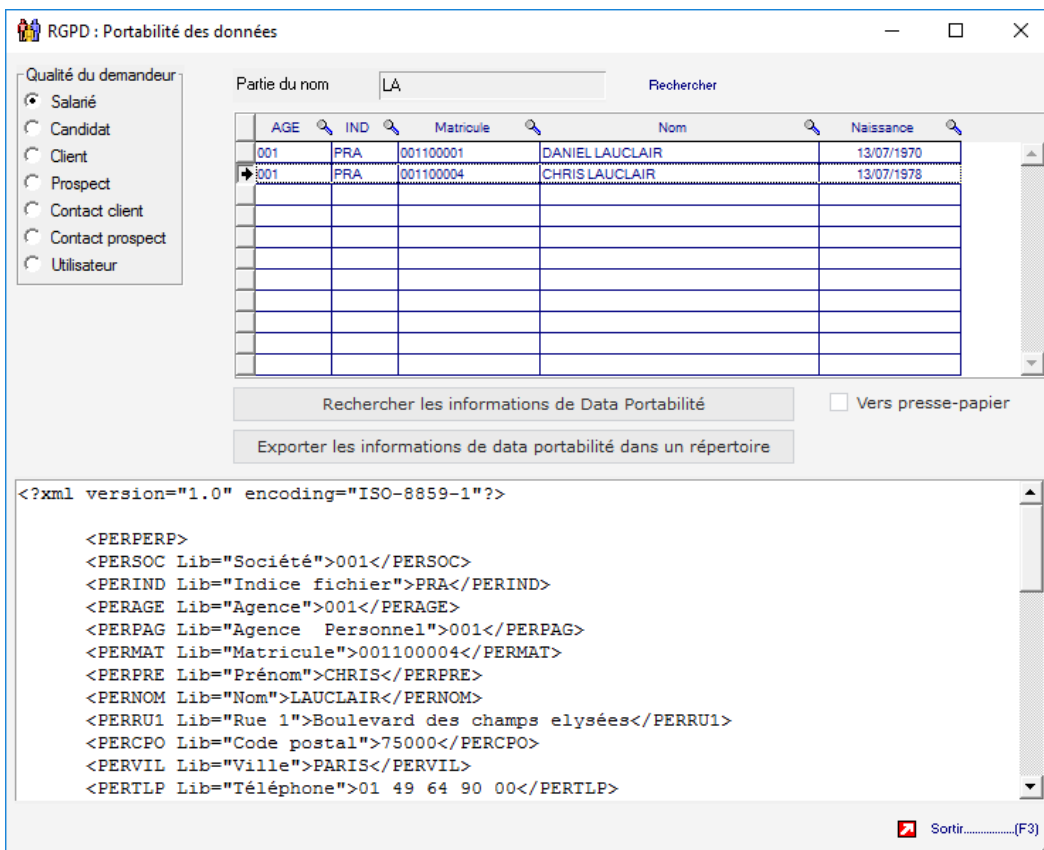 RGPD : Portabilité des données
Qualité du demandeur
Salarié
Candidat
Client
Prospect
Contact client
Contact prospect
Utilisateur
Partie du nom LA Rechercher
AGE IND Matricule Nom Naissance
001 PRA 001100001 DANIEL LAUCLAIR 13/07/1970
001 PRA 001100004 CHRIS LAUCLAIR 13/07/1978
Rechercher les informations de Data Portabilité Vers presse-papier
Exporter les informations de data portabilité dans un répertoire
<?xml version="1.0" encoding="ISO-8859-1"?>
<PERPERP>
<PERSOC Lib="Société">001</PERSOC>
<PERIND Lib="Indice fichier">PRA</PERIND>
<PERAGE Lib="Agence">001</PERAGE>
<PERPAG Lib="Agence  Personnel">001</PERPAG>
<PERMAT Lib="Matricule">001100004</PERMAT>
<PERPRE Lib="Prénom">CHRIS</PERPRE>
<PERNOM Lib="Nom">LAUCLAIR</PERNOM>
<PERRU1 Lib="Rue 1">Boulevard des champs elysées</PERRU1>
<PERCPO Lib="Code postal">75000</PERCPO>
<PERVIL Lib="Ville">PARIS</PERVIL>
<PERTLP Lib="Téléphone">01 49 64 90 00</PERTLP>
Sortir.................(F3)